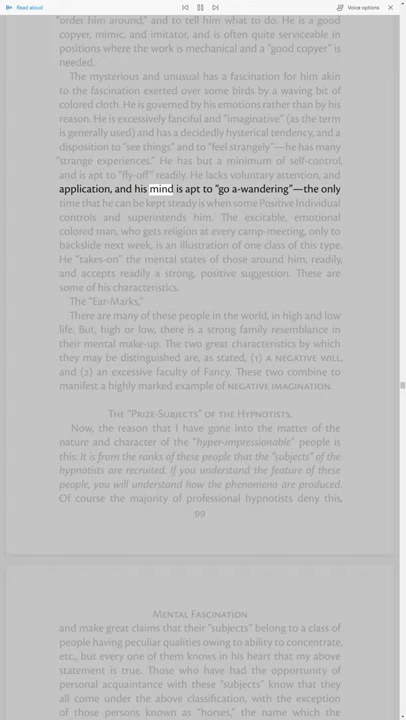 Read aloud
Voice options
"order him around," and to tell him what to do. He is a good
copyer, mimic, and imitator, and is often quite serviceable in
positions where the work is mechanical and a "good copyer" is
needed.
The mysterious and unusual has a fascination for him akin
to the fascination exerted over some birds by a waving bit of
colored cloth. He is governed by his emotions rather than by his
reason. He is excessively fanciful and "imaginative" (as the term
is generally used) and has a decidedly hysterical tendency, and a
disposition to "see things" and to "feel strangely"—he has many
"strange experiences." He has but a minimum of self-control,
and is apt to "fly-off" readily. He lacks voluntary attention, and
application, and his mind is apt to "go a-wandering"—the only
time that he can be kept steady is when some Positive Individual
controls and superintends him. The excitable, emotional
colored man, who gets religion at every camp-meeting, only to
backslide next week, is an illustration of one class of this type.
He "takes-on" the mental states of those around him, readily,
and accepts readily a strong, positive suggestion. These are
some of his characteristics.
The "Ear-Marks,"
There are many of these people in the world, in high and low
life. But, high or low, there is a strong family resemblance in
their mental make-up. The two great characteristics by which
they may be distinguished are, as stated, (1) A NEGATIVE WILL,
and (2) an excessive faculty of Fancy. These two combine to
manifest a highly marked example of NEGATIVE IMAGINATION.
The "Prize-Subjects" of the Hypnotists.
Now, the reason that I have gone into the matter of the
nature and character of the "hyper-impressionable" people is
this: It is from the ranks of these people that the "subjects" of the
hypnotists are recruited. If you understand the feature of these
people, you will understand how the phenomena are produced.
Of course the majority of professional hypnotists deny this,
99
Mental Fascination
and make great claims that their "subjects" belong to a class of
people having peculiar qualities owing to ability to concentrate,
etc., but every one of them knows in his heart that my above
statement is true. Those who have had the opportunity of
personal acquaintance with these "subjects" know that they
all come under the above classification, with the exception
of those persons known as "horses," the name which the